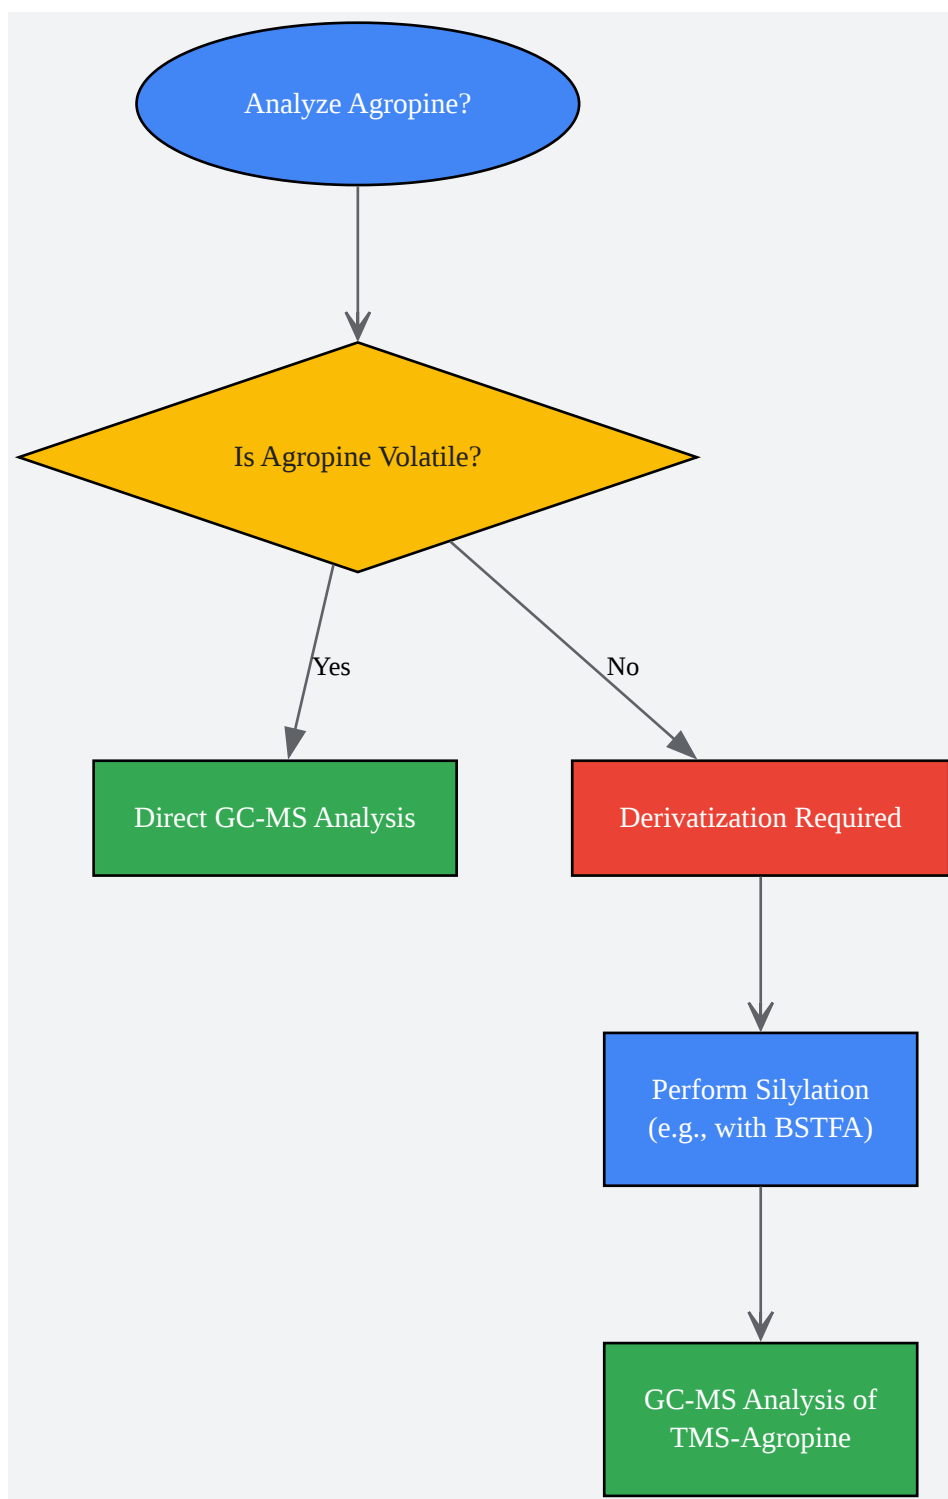 Analyze Agropine?
Is Agropine Volatile?
Yes
No
Direct GC-MS Analysis
Derivatization Required
Perform Silylation
(e.g., with BSTFA)
GC-MS Analysis of
TMS-Agropine